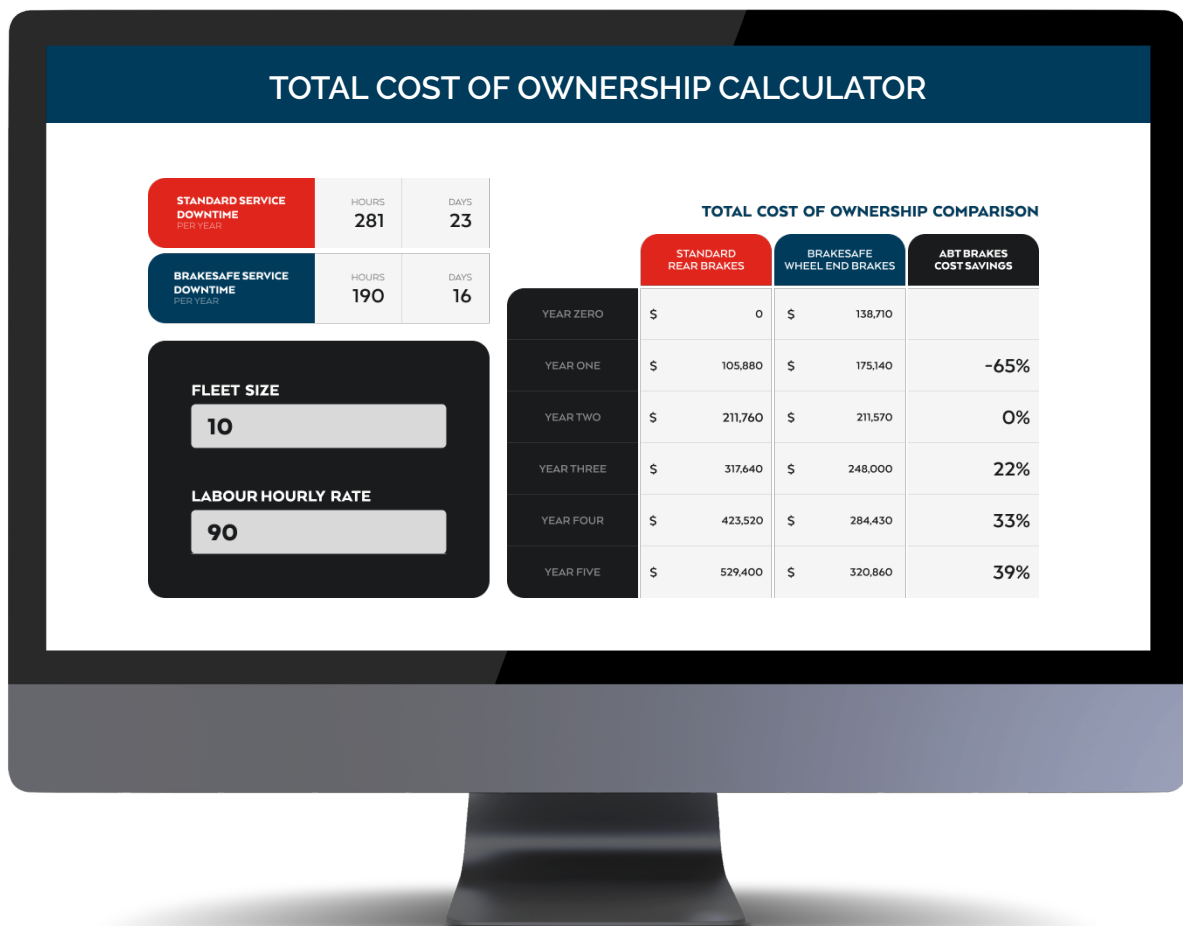 TOTAL COST OF OWNERSHIP CALCULATOR
STANDARD SERVICE
DOWNTIME
PER YEAR
HOURS
281
DAYS
23
BRAKESAFE SERVICE
DOWNTIME
PER YEAR
HOURS
190
DAYS
16
FLEET SIZE
10
LABOUR HOURLY RATE
90
TOTAL COST OF OWNERSHIP COMPARISON
STANDARD
REAR BRAKES
BRAKESAFE
WHEEL END BRAKES
ABT BRAKES
COST SAVINGS
YEAR ZERO $ 0 $ 138,710
YEAR ONE $ 105,880 $ 175,140 -65%
YEAR TWO $ 211,760 $ 211,570 0%
YEAR THREE $ 317,640 $ 248,000 22%
YEAR FOUR $ 423,520 $ 284,430 33%
YEAR FIVE $ 529,400 $ 320,860 39%